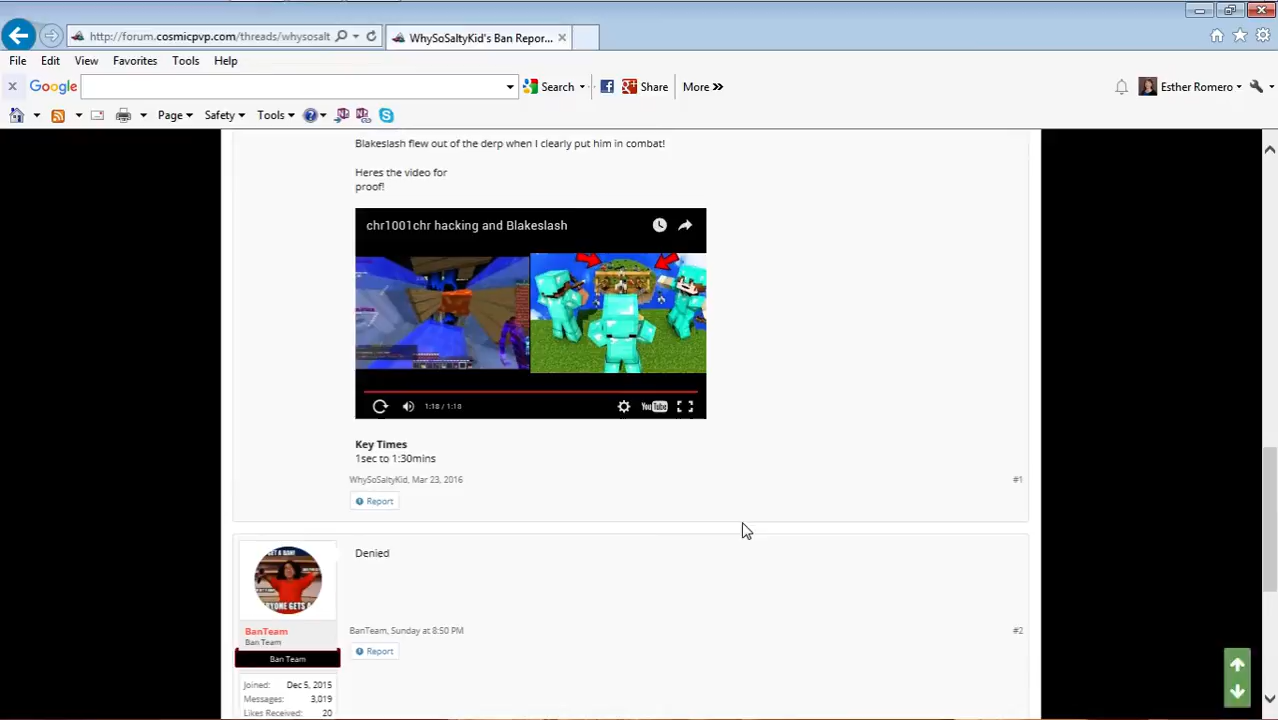 http://forum.cosmicpvp.com/threads/whysosalt
WhySoSaltyKid's Ban Repor...
File Edit View Favorites Tools Help
Google Search Share More »
Esther Romero
Page Safety Tools
Blakeslash flew out of the derp when I clearly put him in combat!
Heres the video for
proof!
chr1001chr hacking and Blakeslash
1:18 / 1:18
YouTube
Key Times
1sec to 1:30mins
WhySoSaltyKid, Mar 23, 2016 #1
Report
Denied
BanTeam
Ban Team
Ban Team
BanTeam, Sunday at 8:50 PM #2
Report
Joined: Dec 5, 2015
Messages: 3,019
Likes Received: 20